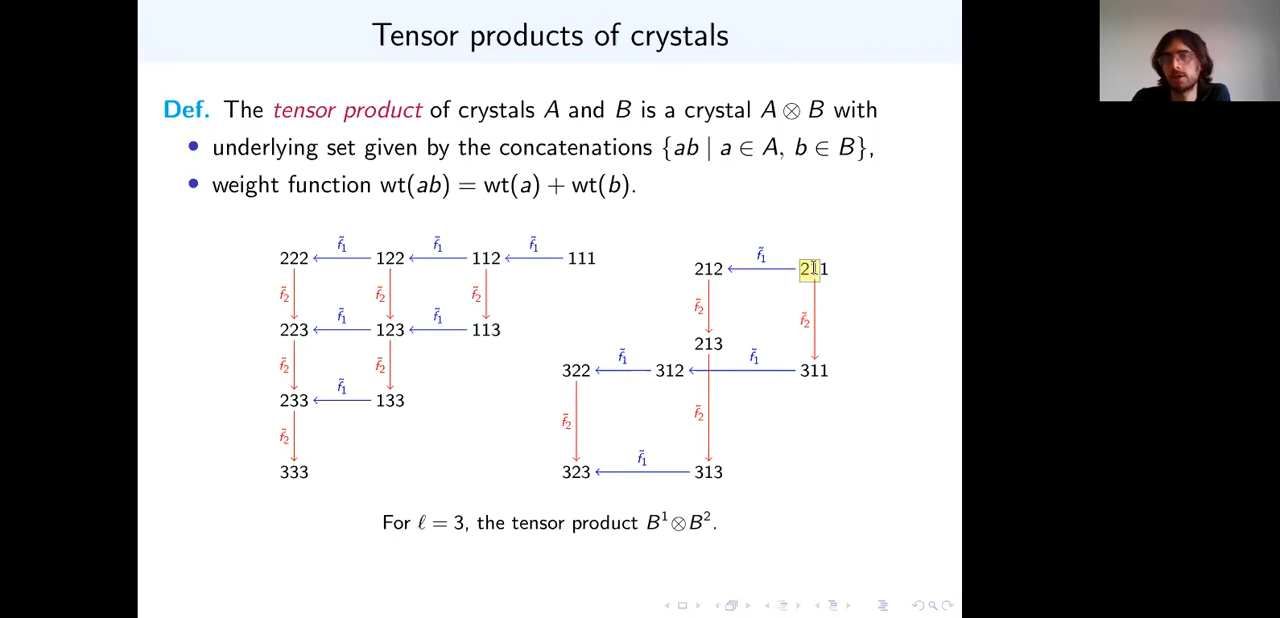 Tensor products of crystals
Def. The tensor product of crystals A and B is a crystal A ⊗ B with
• underlying set given by the concatenations {ab | a ∈ A, b ∈ B},
• weight function wt(ab) = wt(a) + wt(b).
f̃₁ f̃₁ f̃₁
222 122 112 111
f̃₂ f̃₂ f̃₂
f̃₁ f̃₁
223 123 113
f̃₂ f̃₂
f̃₁
233 133
f̃₂
333
f̃₁
212 211
f̃₂ f̃₂
213
f̃₁ f̃₁
322 312 311
f̃₂ f̃₂
f̃₁
323 313
For ℓ = 3, the tensor product B¹⊗B².